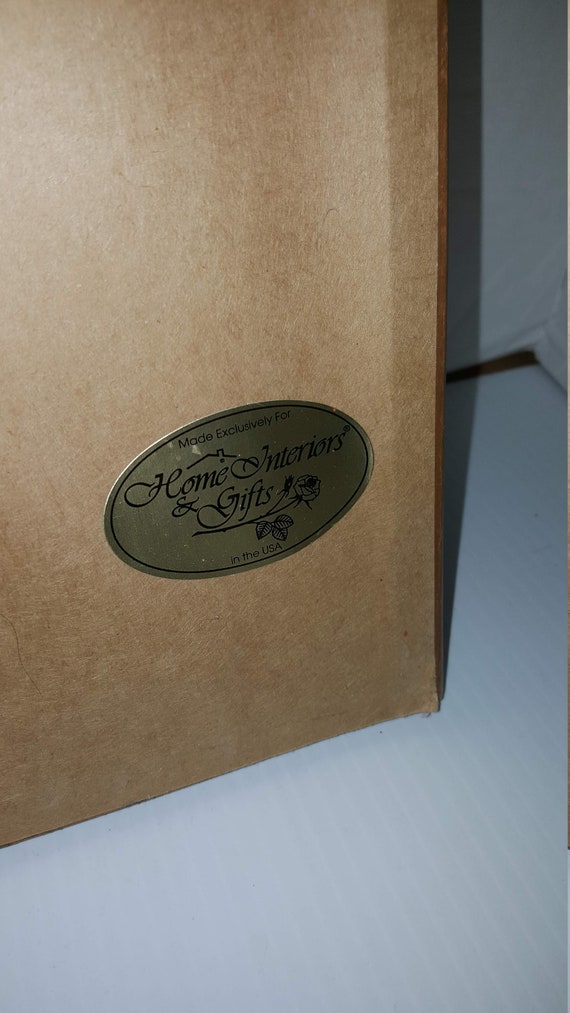 Made Exclusively For
Home Interiors®
& Gifts
in the USA